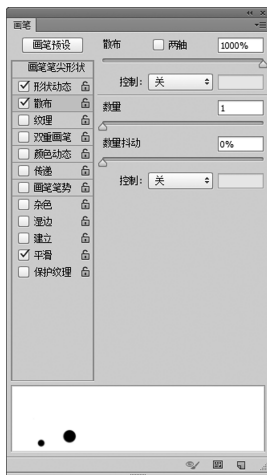 画笔
画笔预设 散布 两轴 1000%
画笔笔尖形状
形状动态 控制: 关
散布 数量 1
纹理
双重画笔 数量抖动 0%
颜色动态
传递 控制: 关
画笔笔势
杂色
湿边
建立
平滑
保护纹理